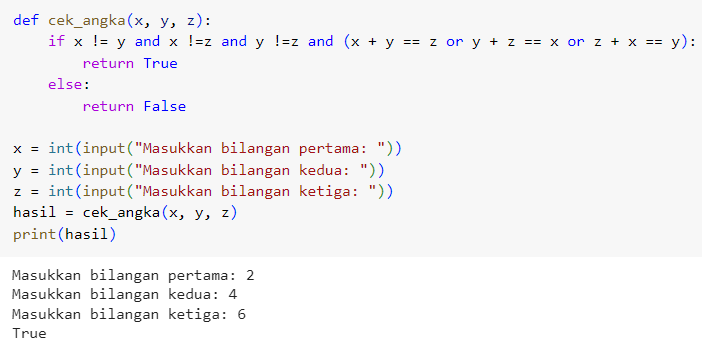 def cek_angka(x, y, z):
    if x != y and x !=z and y !=z and (x + y == z or y + z == x or z + x == y):
        return True
    else:
        return False

x = int(input("Masukkan bilangan pertama: "))
y = int(input("Masukkan bilangan kedua: "))
z = int(input("Masukkan bilangan ketiga: "))
hasil = cek_angka(x, y, z)
print(hasil)

Masukkan bilangan pertama: 2
Masukkan bilangan kedua: 4
Masukkan bilangan ketiga: 6
True